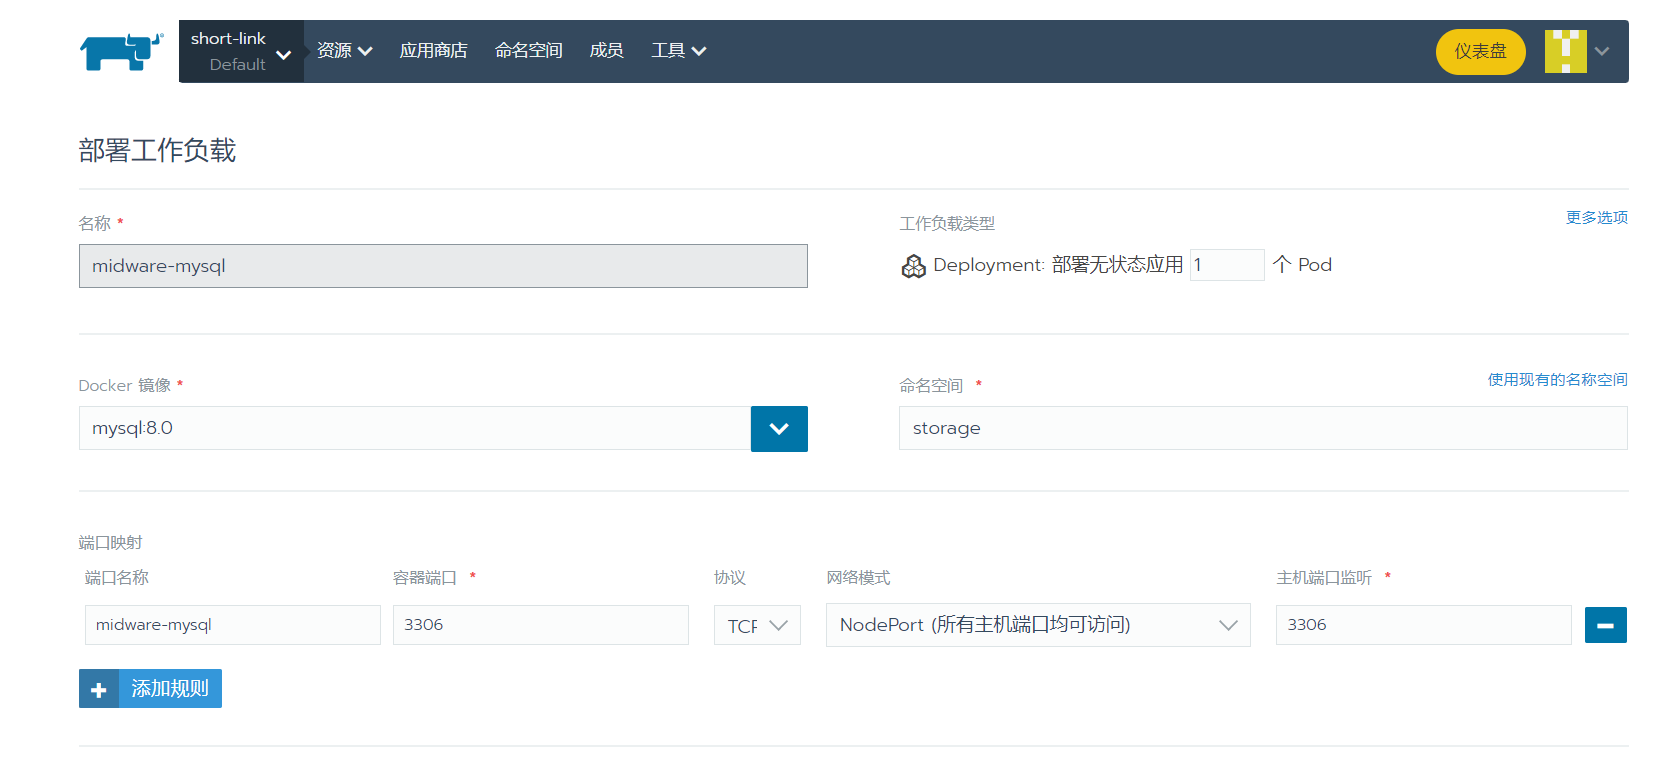 short-link
Default
资源
应用商店
命名空间
成员
工具
仪表盘
部署工作负载
名称 *
工作负载类型
更多选项
midware-mysql
Deployment: 部署无状态应用 1 个 Pod
Docker 镜像 *
命名空间 *
使用现有的名称空间
mysql:8.0
storage
端口映射
端口名称
容器端口 *
协议
网络模式
主机端口监听 *
midware-mysql
3306
TCP
NodePort (所有主机端口均可访问)
3306
添加规则